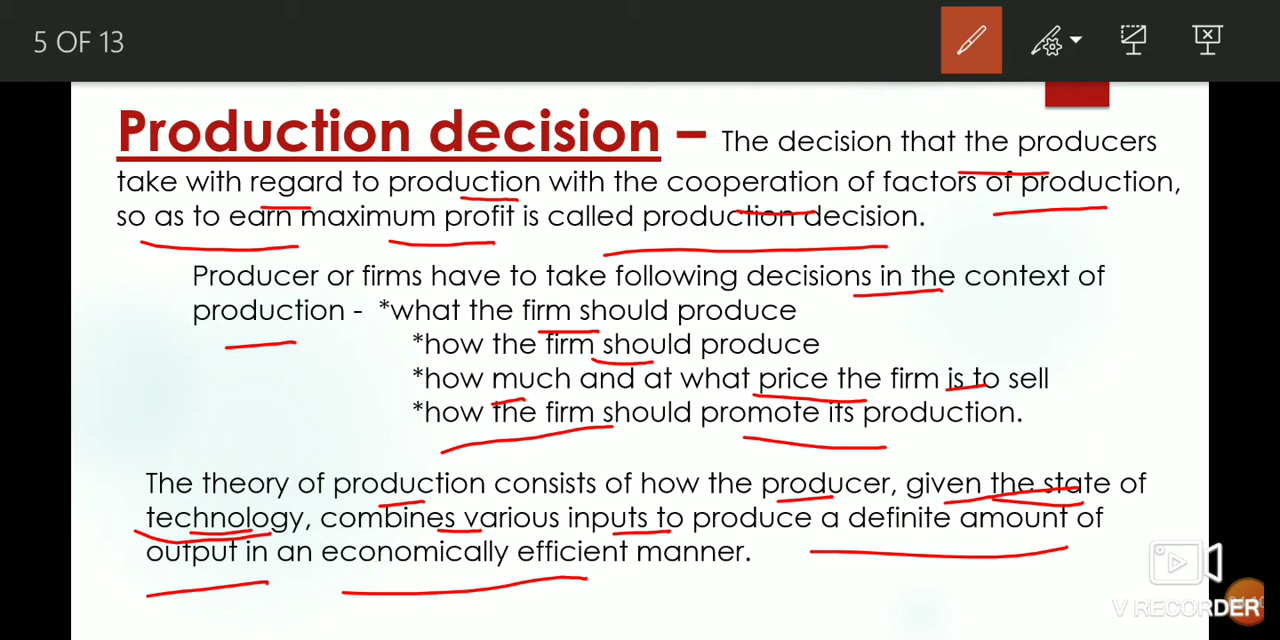 5 OF 13
Production decision – The decision that the producers
take with regard to production with the cooperation of factors of production,
so as to earn maximum profit is called production decision.
Producer or firms have to take following decisions in the context of
production - *what the firm should produce
*how the firm should produce
*how much and at what price the firm is to sell
*how the firm should promote its production.
The theory of production consists of how the producer, given the state of
technology, combines various inputs to produce a definite amount of
output in an economically efficient manner.
V RECORDER